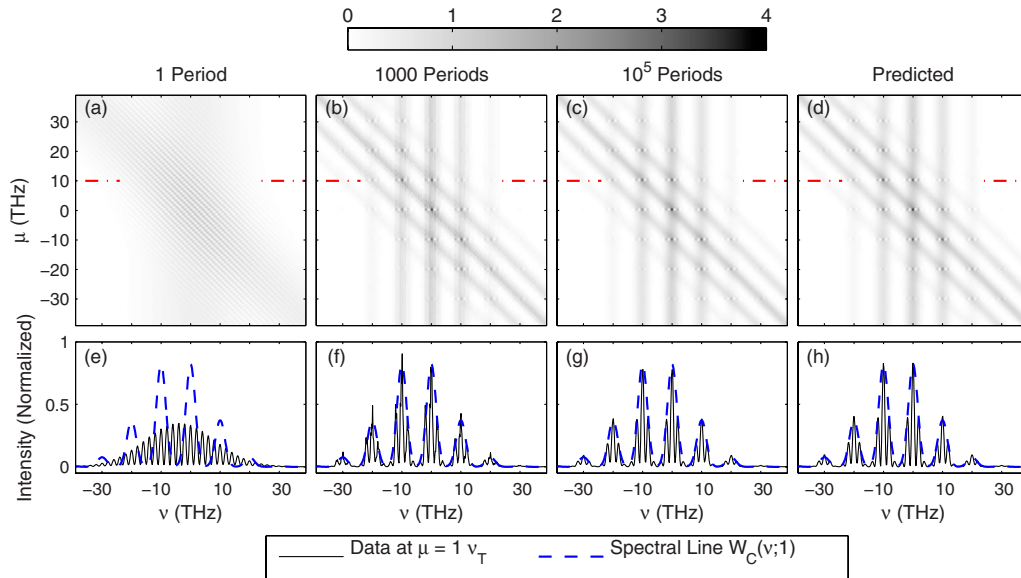 0 1 2 3 4
1 Period 1000 Periods 10⁵ Periods Predicted
(a) (b) (c) (d)
μ (THz)
30
20
10
0
−10
−20
−30
(e) (f) (g) (h)
Intensity (Normalized)
1
0.5
0
−30 −10 10 30 −30 −10 10 30 −30 −10 10 30 −30 −10 10 30
ν (THz) ν (THz) ν (THz) ν (THz)
Data at μ = 1 ν_T Spectral Line W_C(ν;1)